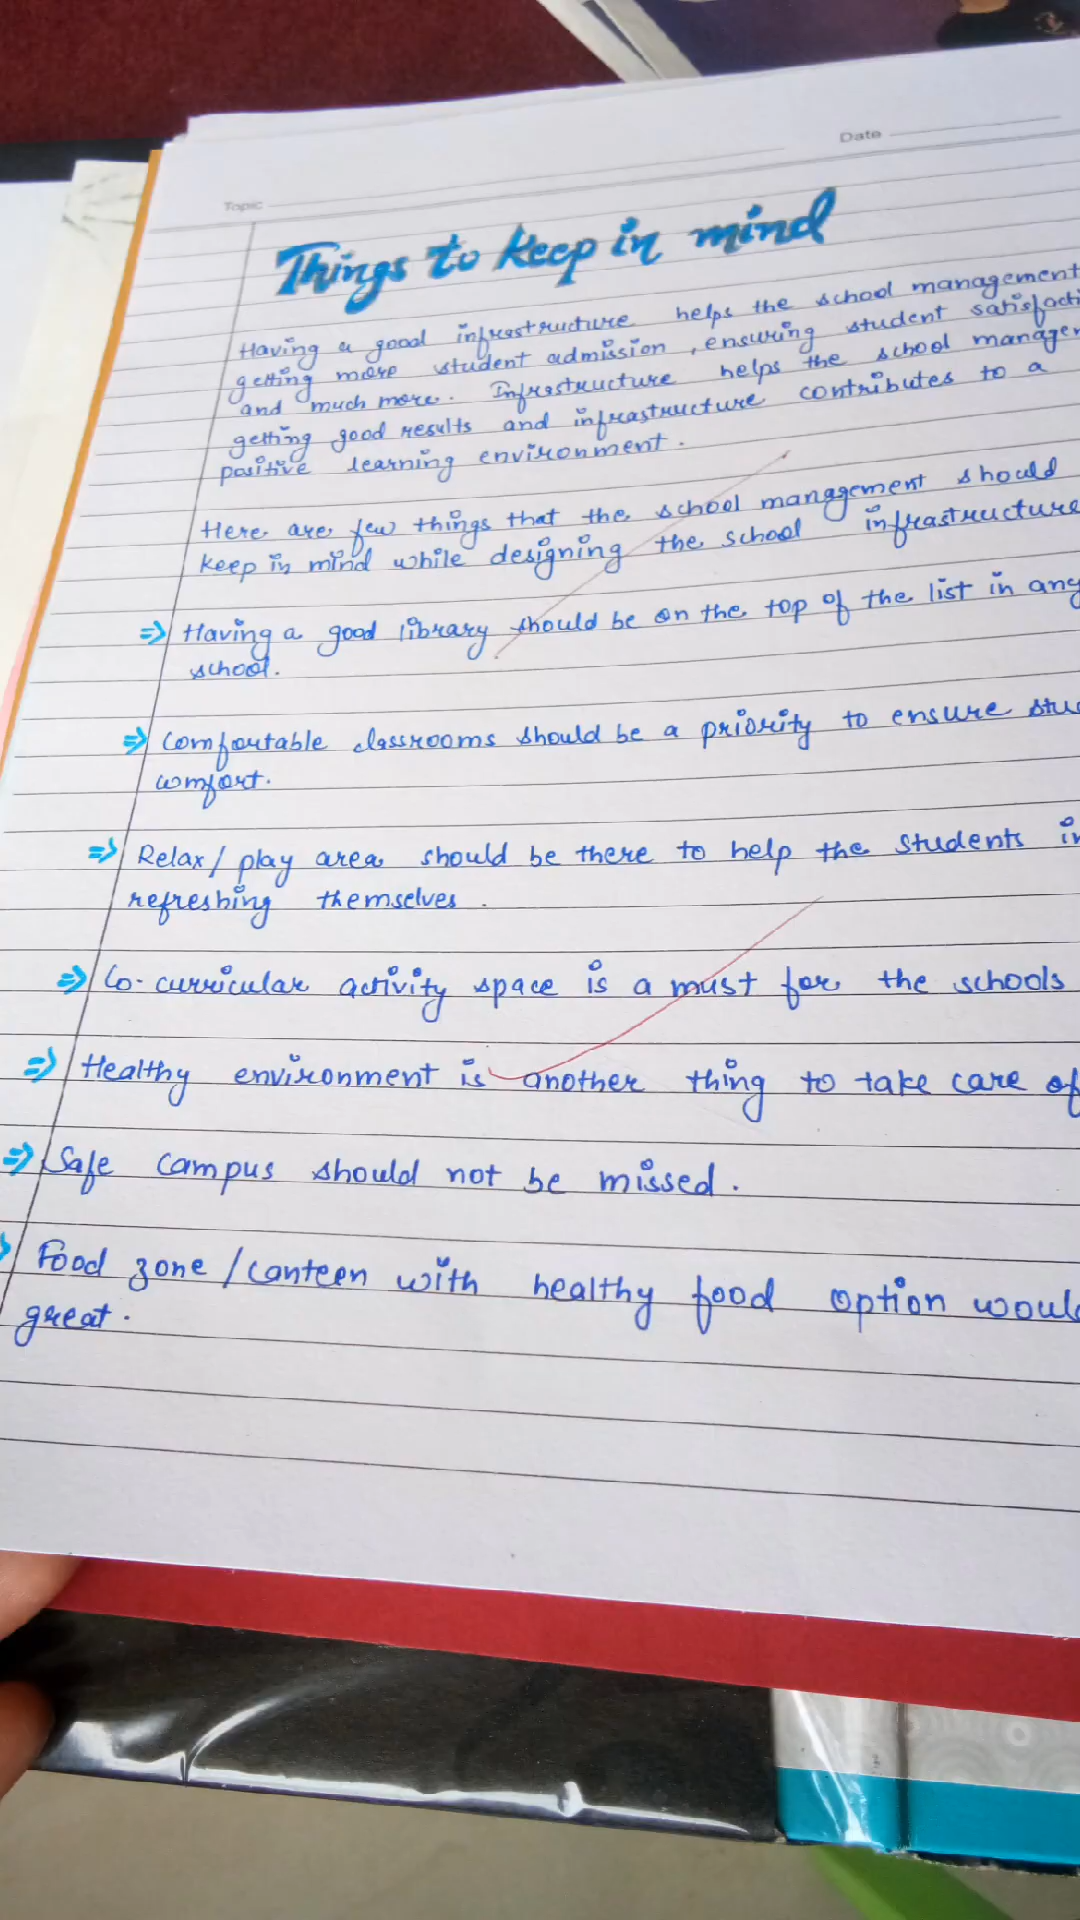 Date
Topic
Things to keep in mind
Having a good infrastructure helps the school management
getting more student admission, ensuring student satisfacti
and much more. Infrastructure helps the school manager
getting good results and infrastructure contributes to a
positive learning environment.
Here are few things that the school management should
keep in mind while designing the school infrastructure
⇒ Having a good library should be on the top of the list in any
school.
⇒ Comfortable classrooms should be a priority to ensure stu
comfort.
⇒ Relax/ play area should be there to help the students in
refreshing themselves.
⇒ Co-curricular activity space is a must for the schools
⇒ Healthy environment is another thing to take care of
⇒ Safe campus should not be missed.
Food zone /canteen with healthy food option would
great.